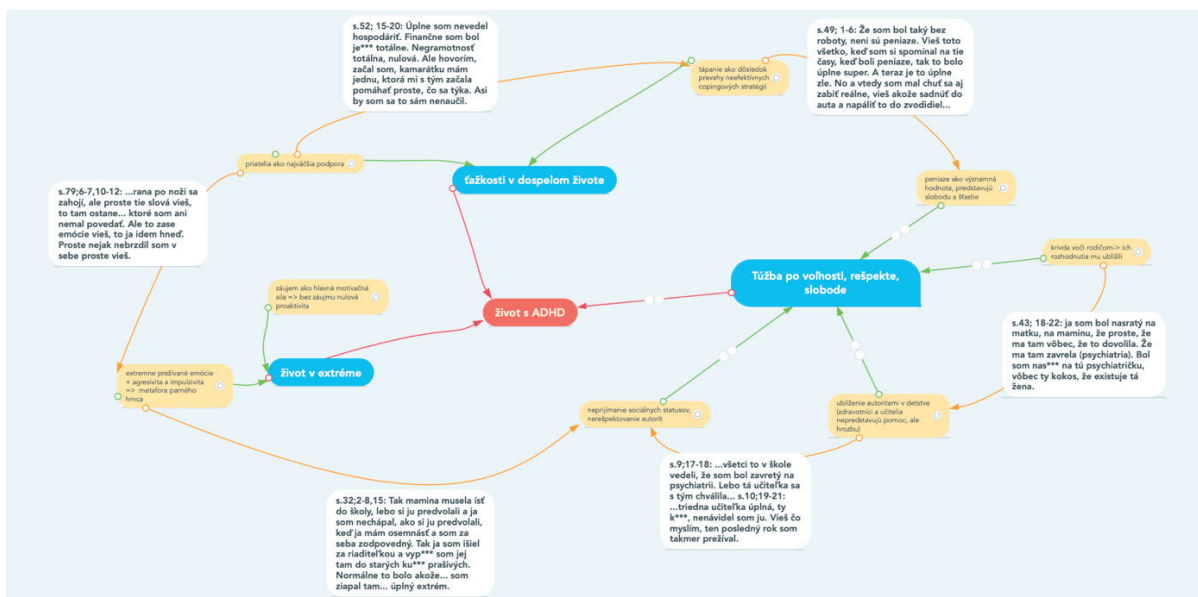 s.52; 15-20: Úplne som nevedel
hospodáriť. Finančne som bol
je*** totálne. Negramotnosť
totálna, nulová. Ale hovorím,
začal som, kamarátku mám
jednu, ktorá mi s tým začala
pomáhať proste, čo sa týka. Asi
by som sa to sám nenaučil.
tápanie ako dôsledok
prevahy neefektívnych
copingových stratégií
s.49; 1-6: Že som bol taký bez
roboty, neni sú peniaze. Vieš toto
všetko, keď som si spomínal na tie
časy, keď boli peniaze, tak to bolo
úplne super. A teraz je to úplne
zle. No a vtedy som mal chuť sa aj
zabiť reálne, vieš akože sadnúť do
auta a napáliť to do zvodidiel...
priatelia ako najväčšia podpora
ťažkosti v dospelom živote
peniaze ako významná
hodnota, predstavujú
slobodu a šťastie
s.79;6-7,10-12: ...rana po noži sa
zahojí, ale proste tie slová vieš,
to tam ostane... ktoré som ani
nemal povedať. Ale to zase
emócie vieš, to ja idem hneď.
Proste nejak nebrzdil som v
sebe proste vieš.
krivda voči rodičom-> ich
rozhodnutia mu ublížili
Túžba po voľnosti, rešpekte,
slobode
záujem ako hlavná motivačná
sila => bez záujmu nulová
proaktivita
život s ADHD
s.43; 18-22: ja som bol nasratý na
matku, na maminu, že proste, že
ma tam vôbec, že to dovolila. Že
ma tam zavrela (psychiatria). Bol
som nas*** na tú psychiatričku,
vôbec ty kokos, že existuje tá
žena.
život v extréme
extremne prežívané emócie
+ agresivita a impulzivita
=> metafora parného
hrnca
neprijímanie sociálnych statusov,
nerešpektovanie autorít
ublíženie autoritami v detstve
(zdravotníci a učitelia
nepredstavujú pomoc, ale
hrozbu)
s.9;17-18: ...všetci to v škole
vedeli, že som bol zavretý na
psychiatrii. Lebo tá učiteľka sa
s tým chválila... s.10;19-21:
...triedna učiteľka úplná, ty
k***, nenávidel som ju. Vieš čo
myslím, ten posledný rok som
takmer prežíval.
s.32;2-8,15: Tak mamina musela ísť
do školy, lebo si ju predvolali a ja
som nechápal, ako si ju predvolali,
keď ja mám osemnásť a som za
seba zodpovedný. Tak ja som išiel
za riaditeľkou a vyp*** som jej
tam do starých ku*** prašivých.
Normálne to bolo akože... som
ziapal tam... úplný extrém.